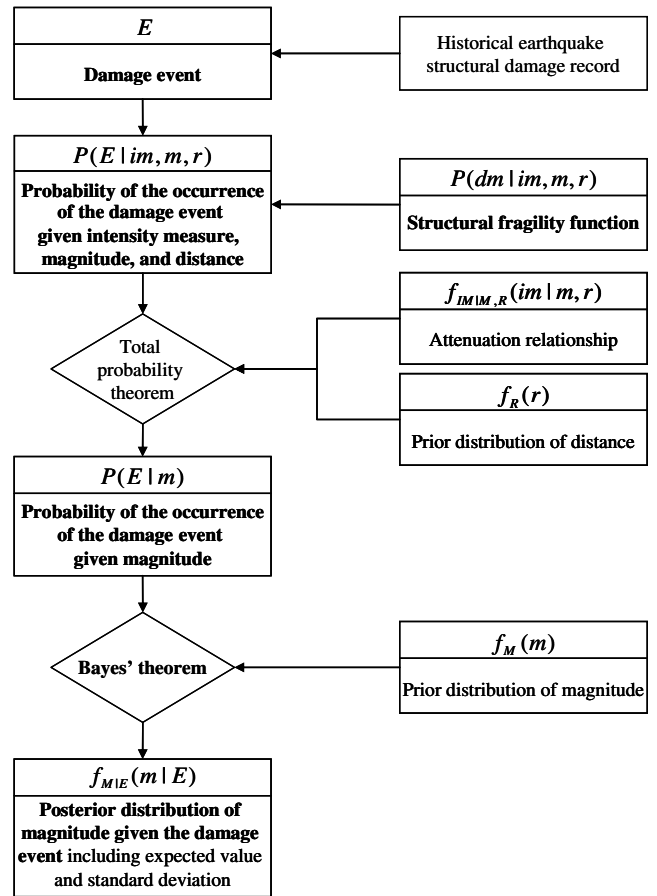 E
Damage event
Historical earthquake
structural damage record
P(E | im, m, r)
Probability of the occurrence
of the damage event
given intensity measure,
magnitude, and distance
P(dm | im, m, r)
Structural fragility function
f_{IM|M,R}(im | m, r)
Attenuation relationship
Total
probability
theorem
f_R(r)
Prior distribution of distance
P(E | m)
Probability of the occurrence
of the damage event
given magnitude
Bayes’ theorem
f_M(m)
Prior distribution of magnitude
f_{M|E}(m | E)
Posterior distribution of
magnitude given the damage
event including expected value
and standard deviation